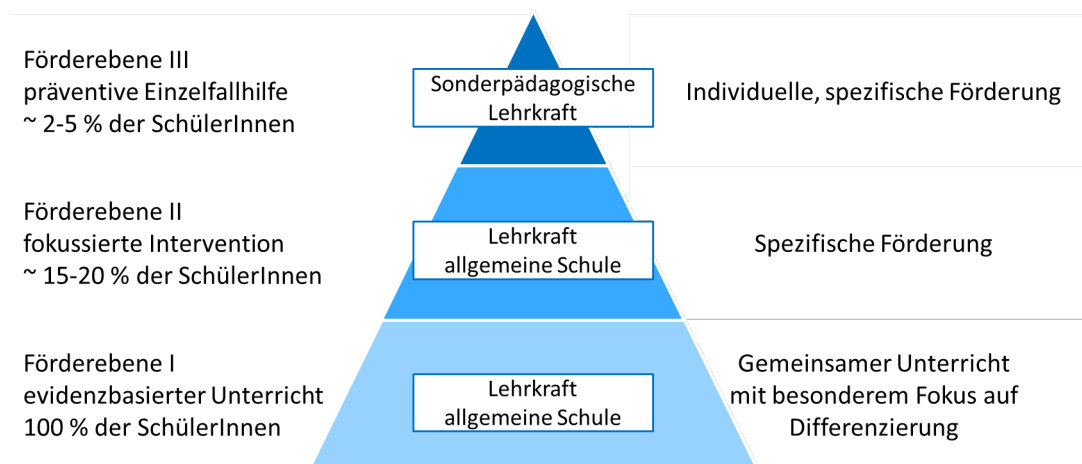 Förderebene III
präventive Einzelfallhilfe
~ 2-5 % der SchülerInnen
Sonderpädagogische
Lehrkraft
Individuelle, spezifische Förderung
Förderebene II
fokussierte Intervention
~ 15-20 % der SchülerInnen
Lehrkraft
allgemeine Schule
Spezifische Förderung
Förderebene I
evidenzbasierter Unterricht
100 % der SchülerInnen
Lehrkraft
allgemeine Schule
Gemeinsamer Unterricht
mit besonderem Fokus auf
Differenzierung